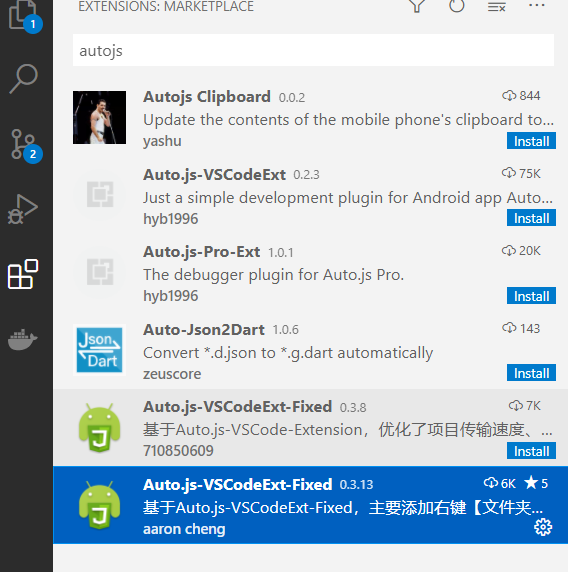 EXTENSIONS: MARKETPLACE
1
autojs
Autojs Clipboard 0.0.2 844
Update the contents of the mobile phone's clipboard to...
yashu Install
2
Auto.js-VSCodeExt 0.2.3 75K
Just a simple development plugin for Android app Auto...
hyb1996 Install
Auto.js-Pro-Ext 1.0.1 20K
The debugger plugin for Auto.js Pro.
hyb1996 Install
Json
Dart
Auto-Json2Dart 1.0.6 143
Convert *.d.json to *.g.dart automatically
zeuscore Install
Auto.js-VSCodeExt-Fixed 0.3.8 7K
基于Auto.js-VSCode-Extension，优化了项目传输速度、...
710850609 Install
Auto.js-VSCodeExt-Fixed 0.3.13 6K 5
基于Auto.js-VSCodeExt-Fixed，主要添加右键【文件夹...
aaron cheng